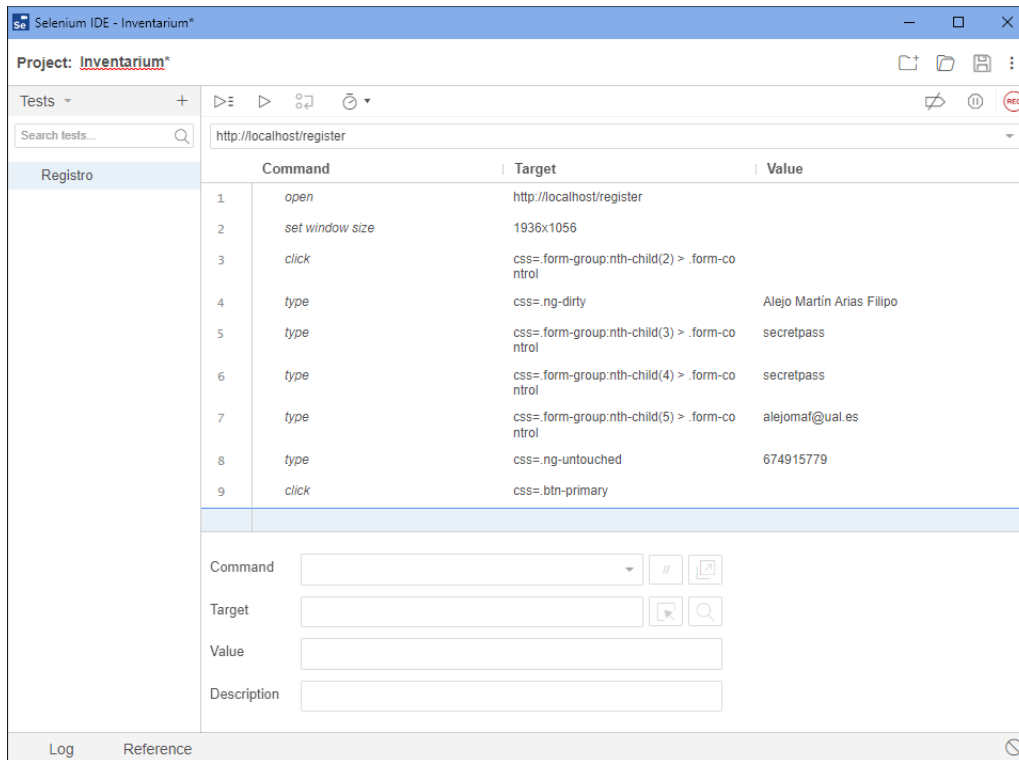 Selenium IDE - Inventarium*
Project: Inventarium*
Tests
Search tests...
Registro
http://localhost/register
Command Target Value
1 open http://localhost/register
2 set window size 1936x1056
3 click css=.form-group:nth-child(2) > .form-co
ntrol
4 type css=.ng-dirty Alejo Martín Arias Filipo
5 type css=.form-group:nth-child(3) > .form-co secretpass
ntrol
6 type css=.form-group:nth-child(4) > .form-co secretpass
ntrol
7 type css=.form-group:nth-child(5) > .form-co alejomaf@ual.es
ntrol
8 type css=.ng-untouched 674915779
9 click css=.btn-primary
Command
//
Target
Value
Description
Log Reference
Se
REC